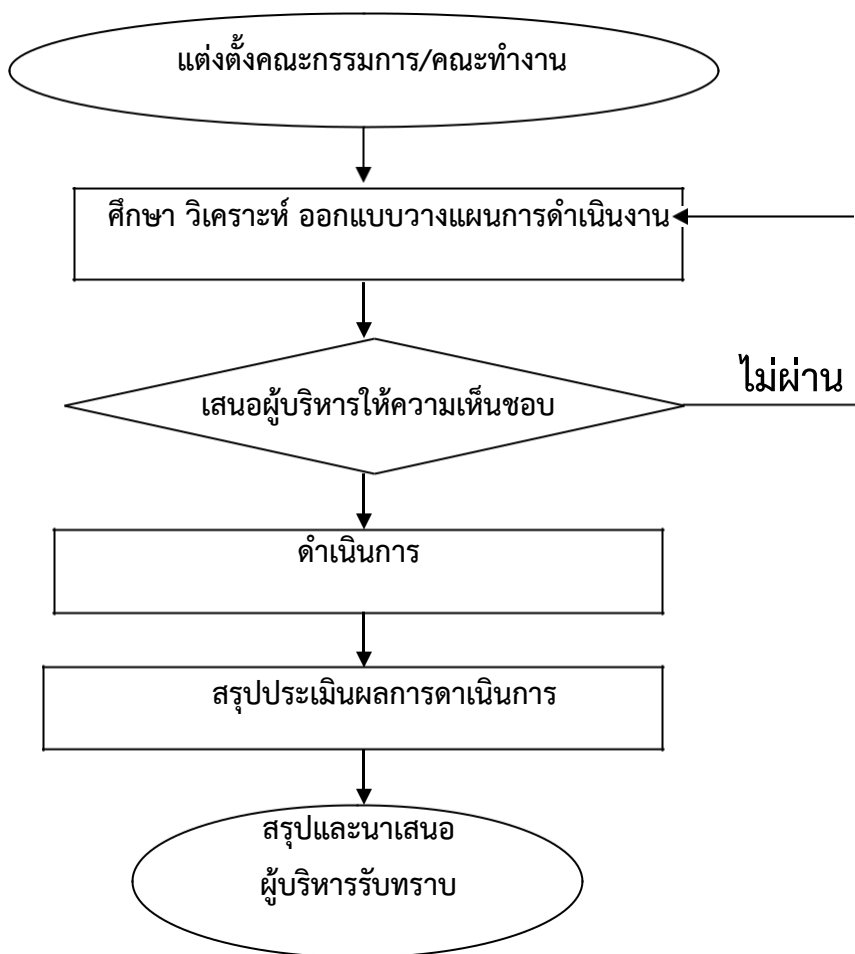 แต่งตั้งคณะกรรมการ/คณะทำงาน
ศึกษา วิเคราะห์ ออกแบบวางแผนการดำเนินงาน
เสนอผู้บริหารให้ความเห็นชอบ
ไม่ผ่าน
ดำเนินการ
สรุปประเมินผลการดาเนินการ
สรุปและนาเสนอ
ผู้บริหารรับทราบ